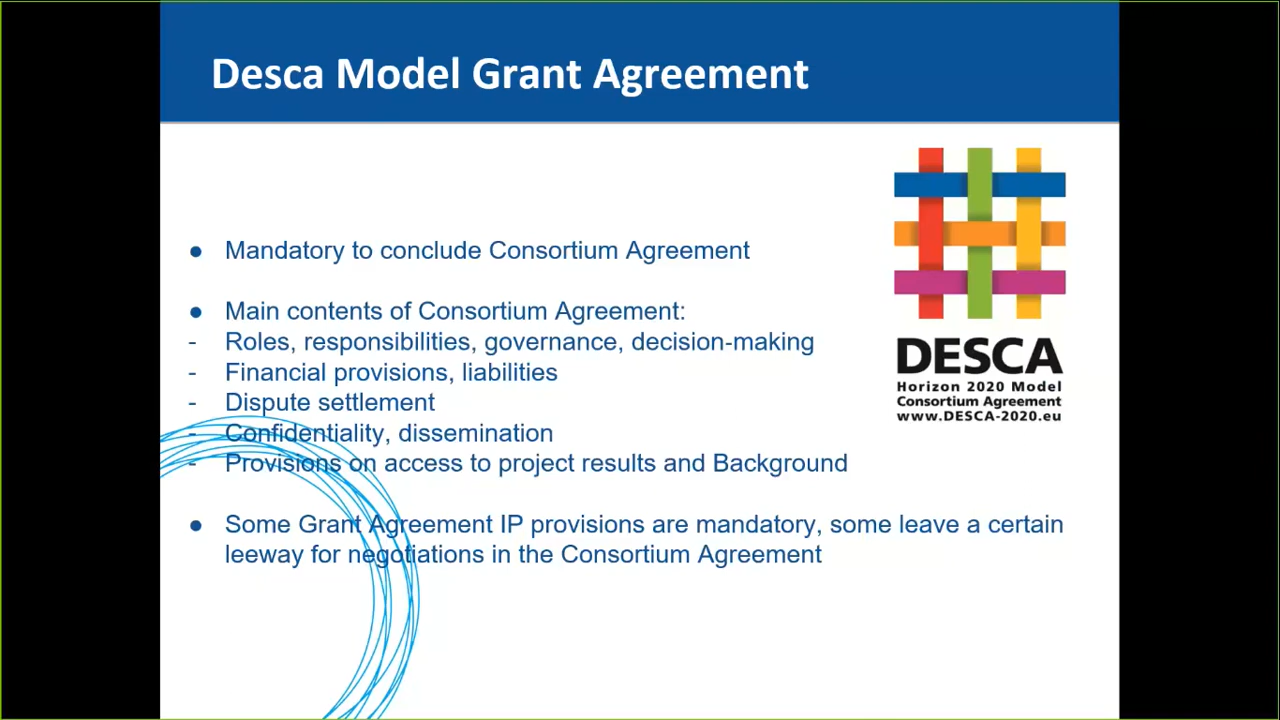 Desca Model Grant Agreement
● Mandatory to conclude Consortium Agreement
● Main contents of Consortium Agreement:
- Roles, responsibilities, governance, decision-making
- Financial provisions, liabilities
- Dispute settlement
- Confidentiality, dissemination
- Provisions on access to project results and Background
● Some Grant Agreement IP provisions are mandatory, some leave a certain
leeway for negotiations in the Consortium Agreement
DESCA
Horizon 2020 Model
Consortium Agreement
www.DESCA-2020.eu